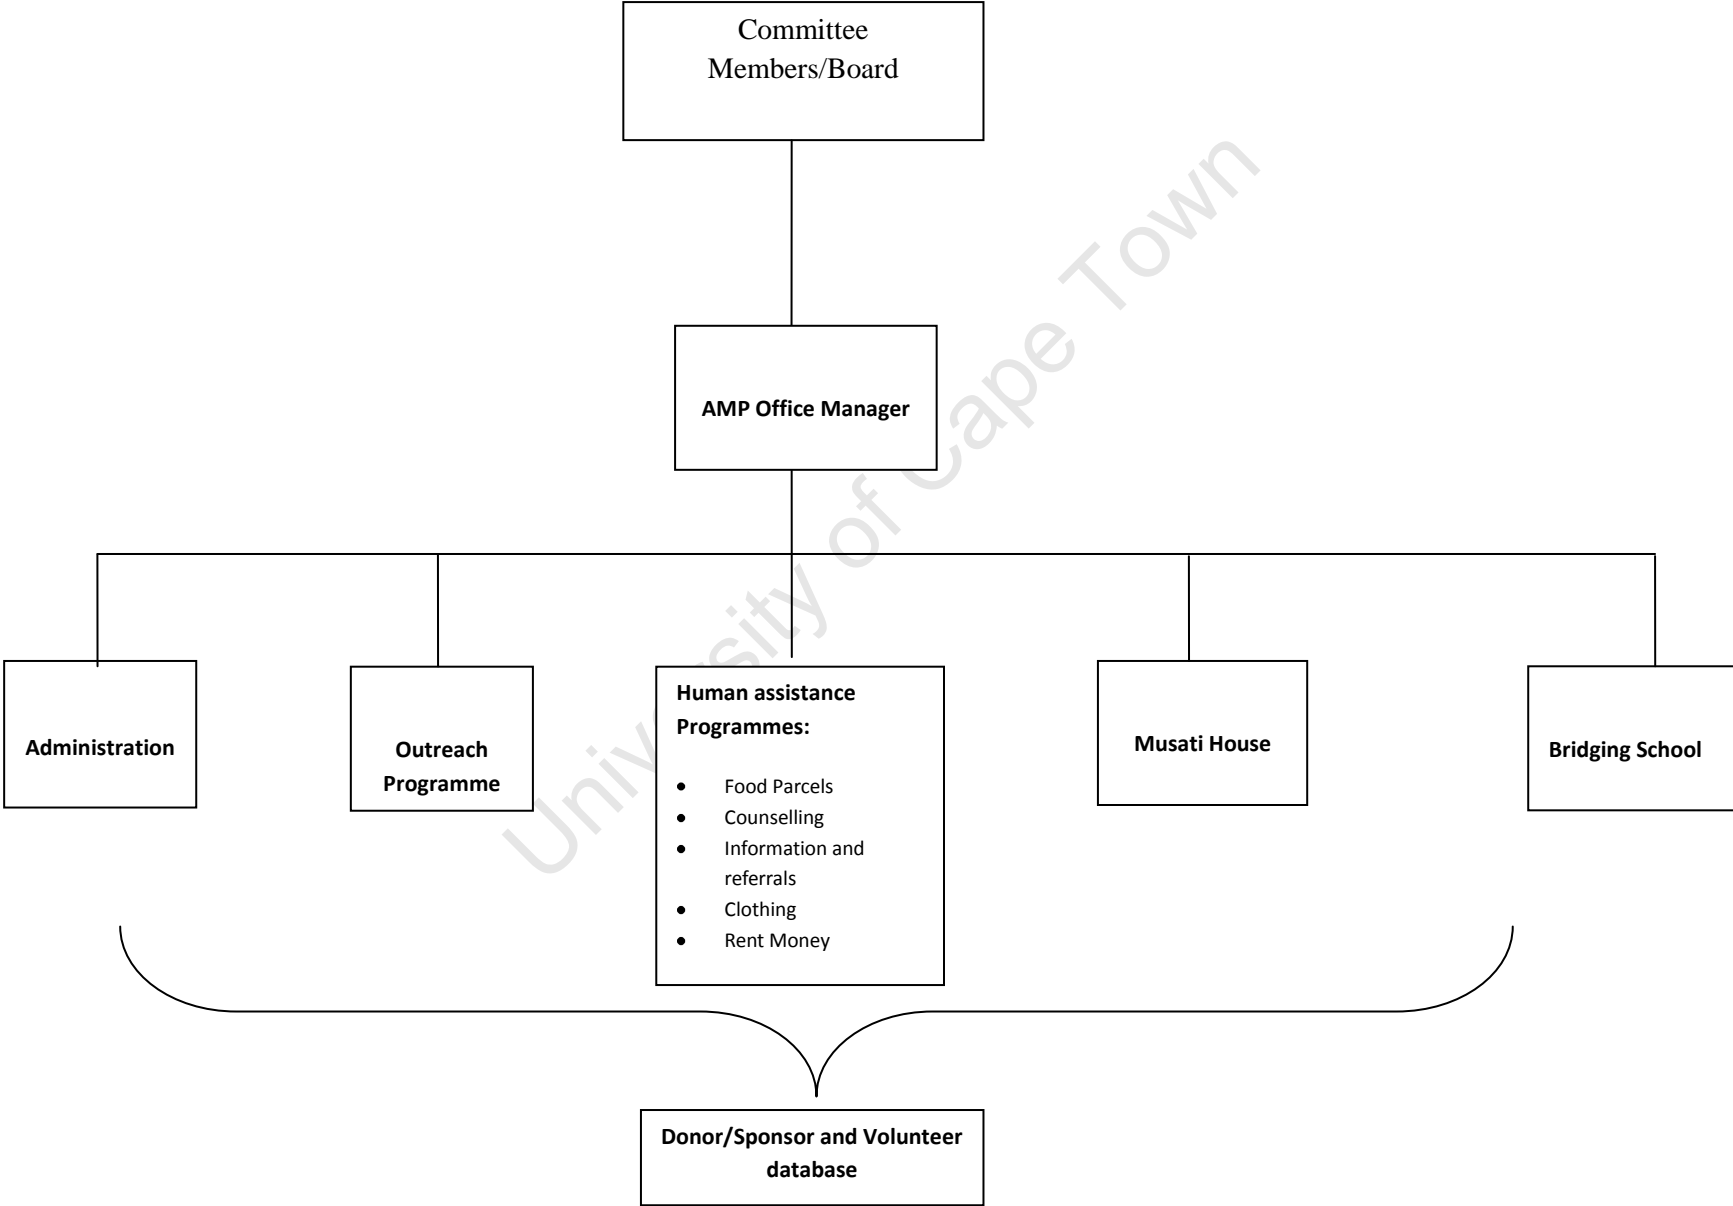 Committee
Members/Board
AMP Office Manager
Administration
Outreach
Programme
Human assistance
Programmes:
• Food Parcels
• Counselling
• Information and
referrals
• Clothing
• Rent Money
Musati House
Bridging School
Donor/Sponsor and Volunteer
database
University of Cape Town